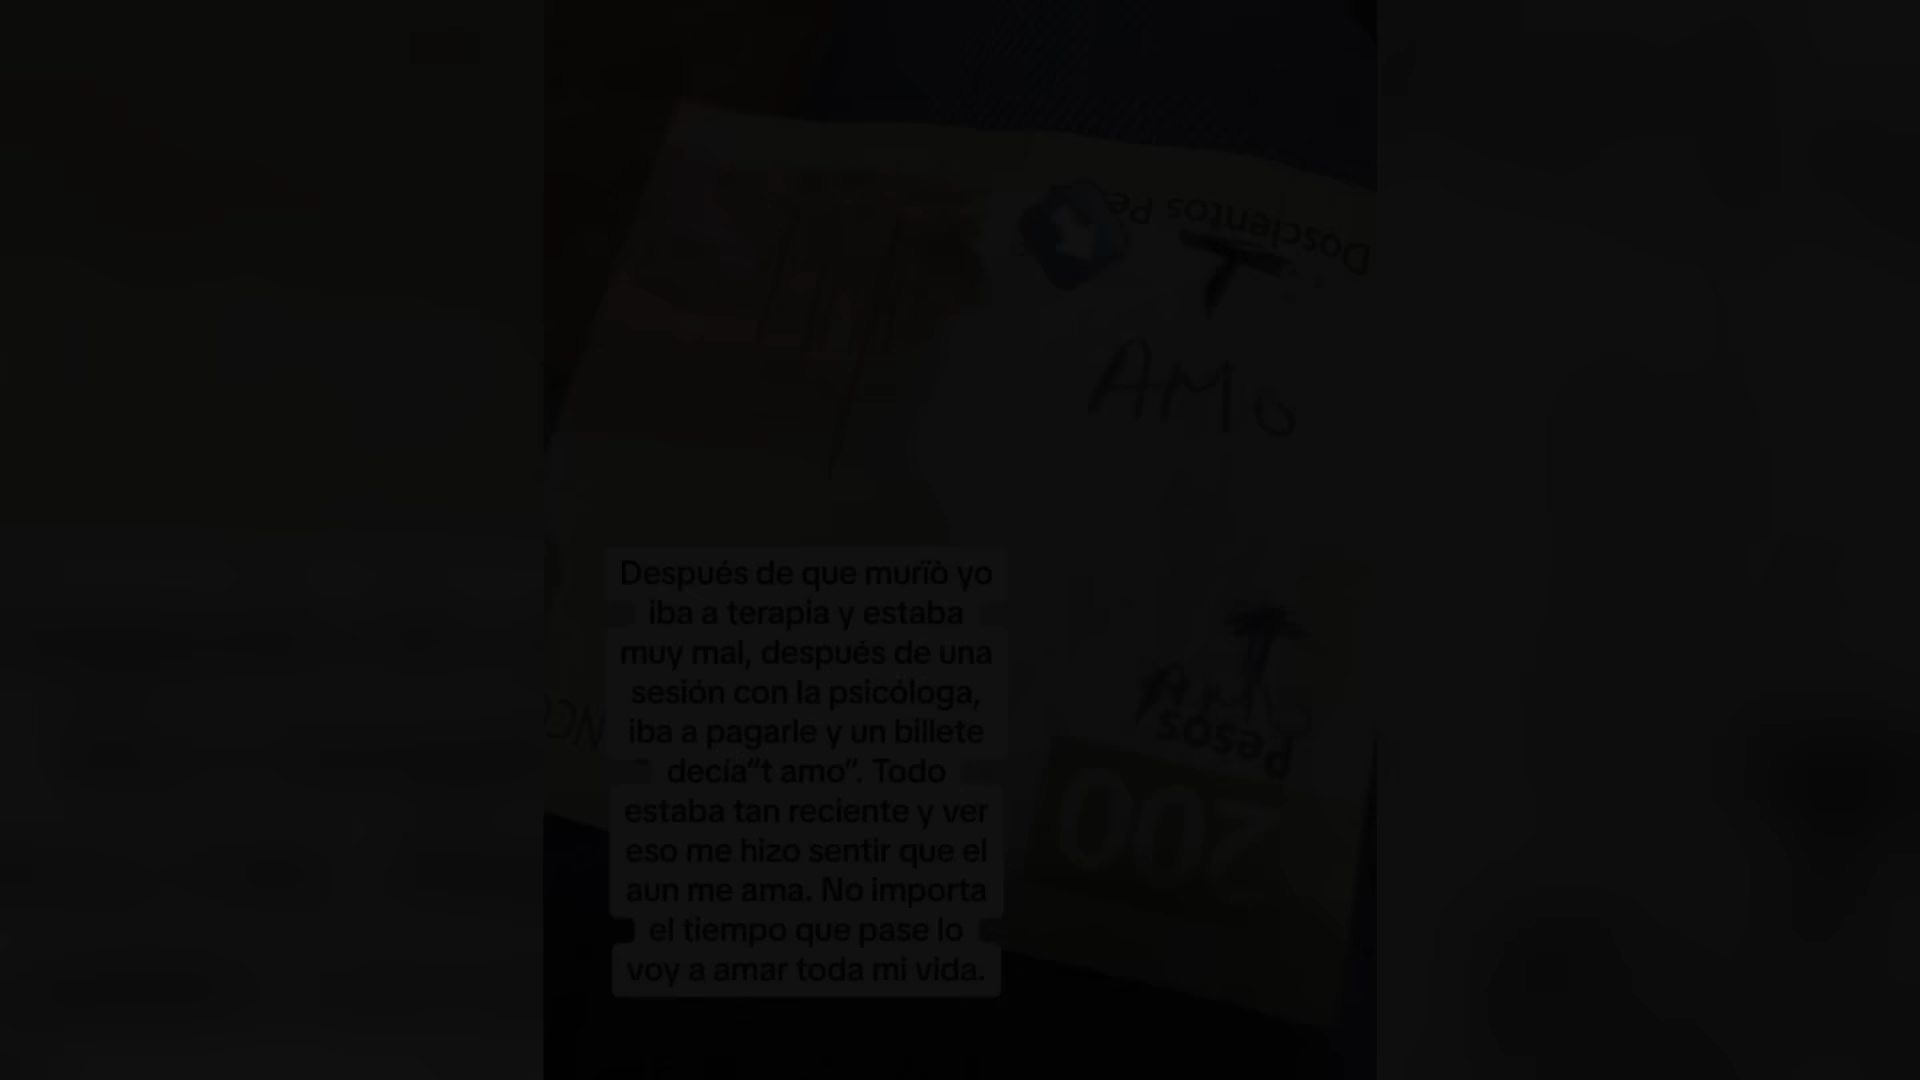 Doscientos Pe
T
AMO
T
AMO
Pesos
200
Después de que murïò yo
iba a terapia y estaba
muy mal, después de una
sesión con la psicóloga,
iba a pagarle y un billete
decía“t amo”. Todo
estaba tan reciente y ver
eso me hizo sentir que el
aun me ama. No importa
el tiempo que pase lo
voy a amar toda mi vida.